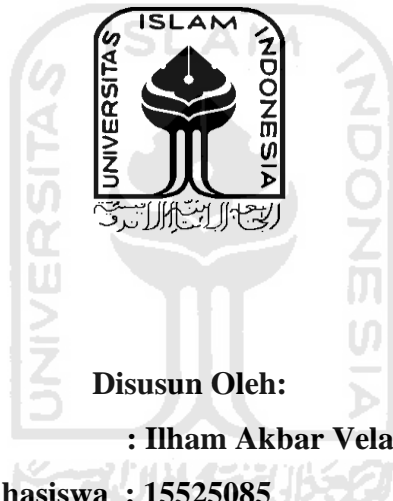 ISLAM
UNIVERSITAS
INDONESIA
Disusun Oleh:
: Ilham Akbar Vela
hasiswa : 15525085